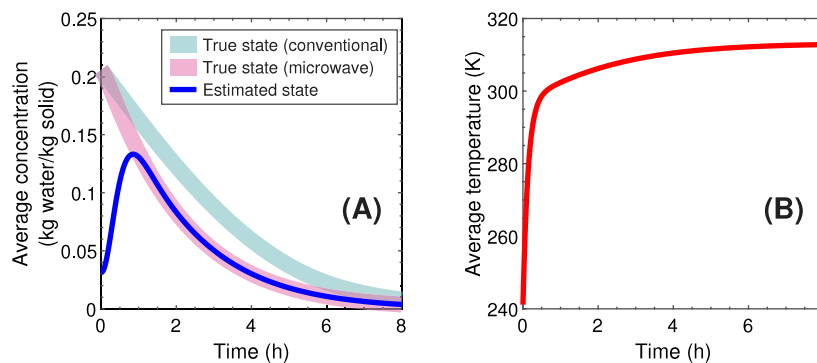 0.25
0.2
0.15
0.1
0.05
0
0 2 4 6 8
Average concentration
(kg water/kg solid)
Time (h)
True state (conventional)
True state (microwave)
Estimated state
(A)
320
300
280
260
240
0 2 4 6
Average temperature (K)
Time (h)
(B)